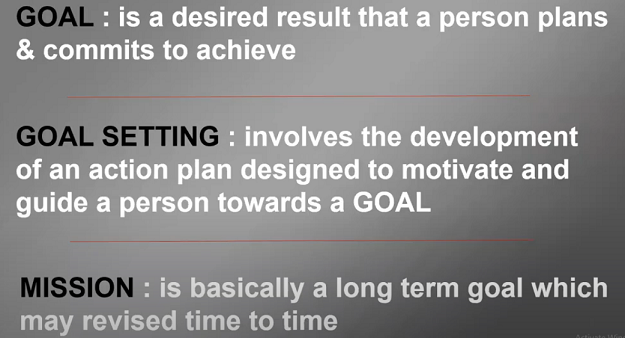 GOAL : is a desired result that a person plans
& commits to achieve
GOAL SETTING : involves the development
of an action plan designed to motivate and
guide a person towards a GOAL
MISSION : is basically a long term goal which
may revised time to time